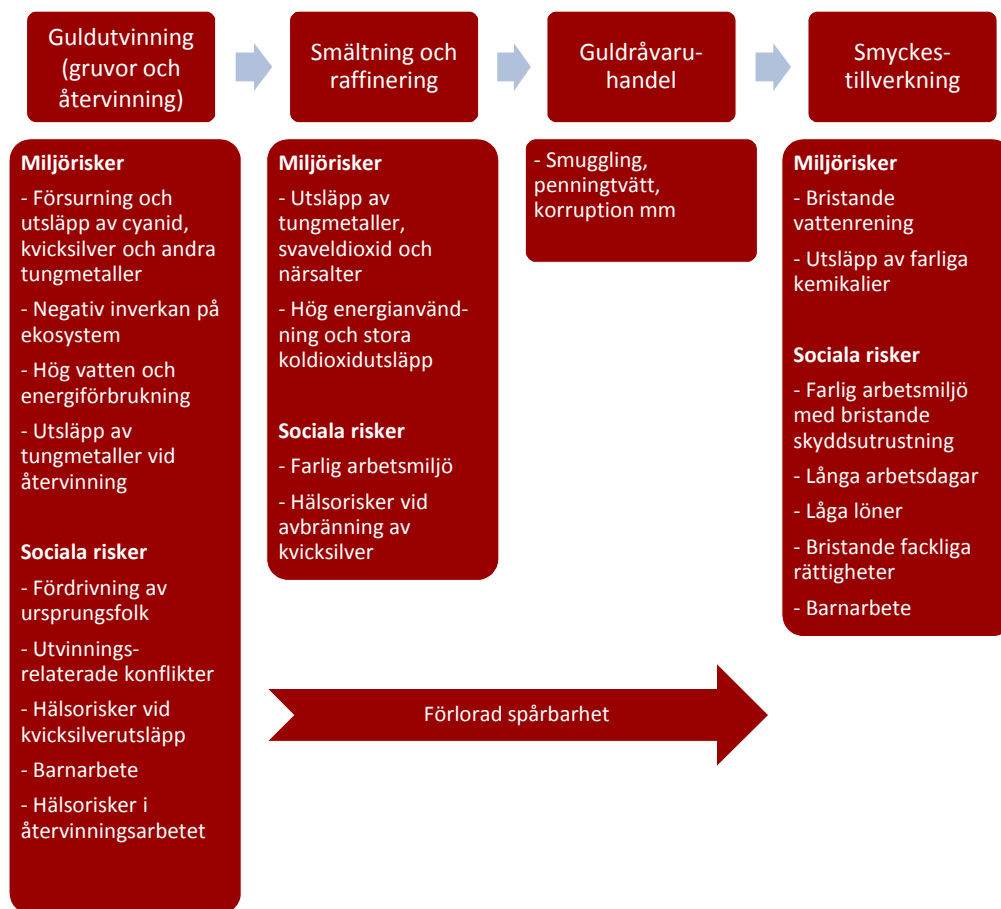 Guldutvinning
(gruvor och
återvinning)
Smältning och
raffinering
Guldråvaru-
handel
Smyckes-
tillverkning
Miljörisker
- Försurning och
utsläpp av cyanid,
kvicksilver och andra
tungmetaller
- Negativ inverkan på
ekosystem
- Hög vatten och
energiförbrukning
- Utsläpp av
tungmetaller vid
återvinning
Sociala risker
- Fördrivning av
ursprungsfolk
- Utvinnings-
relaterade konflikter
- Hälsorisker vid
kvicksilverutsläpp
- Barnarbete
- Hälsorisker i
återvinningsarbetet
Miljörisker
- Utsläpp av
tungmetaller,
svaveldioxid och
närsalter
- Hög energianvänd-
ning och stora
koldioxidutsläpp
Sociala risker
- Farlig arbetsmiljö
- Hälsorisker vid
avbränning av
kvicksilver
- Smuggling,
penningtvätt,
korruption mm
Miljörisker
- Bristande
vattenrening
- Utsläpp av farliga
kemikalier
Sociala risker
- Farlig arbetsmiljö
med bristande
skyddsutrustning
- Långa arbetsdagar
- Låga löner
- Bristande fackliga
rättigheter
- Barnarbete
Förlorad spårbarhet